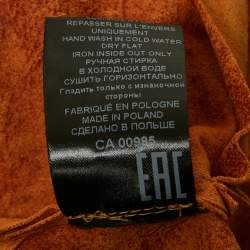 REPASSER SUR L'ENVERS
UNIQUEMENT
HAND WASH IN COLD WATER
DRY FLAT
IRON INSIDE OUT ONLY
РУЧНАЯ СТИРКА
В ХОЛОДНОЙ ВОДЕ
СУШИТЬ ГОРИЗОНТАЛЬНО
Гладить только с изнаночной
стороны!
FABRIQUÉ EN POLOGNE
MADE IN POLAND
СДЕЛАНО В ПОЛЬШЕ
CA 00985
EAC